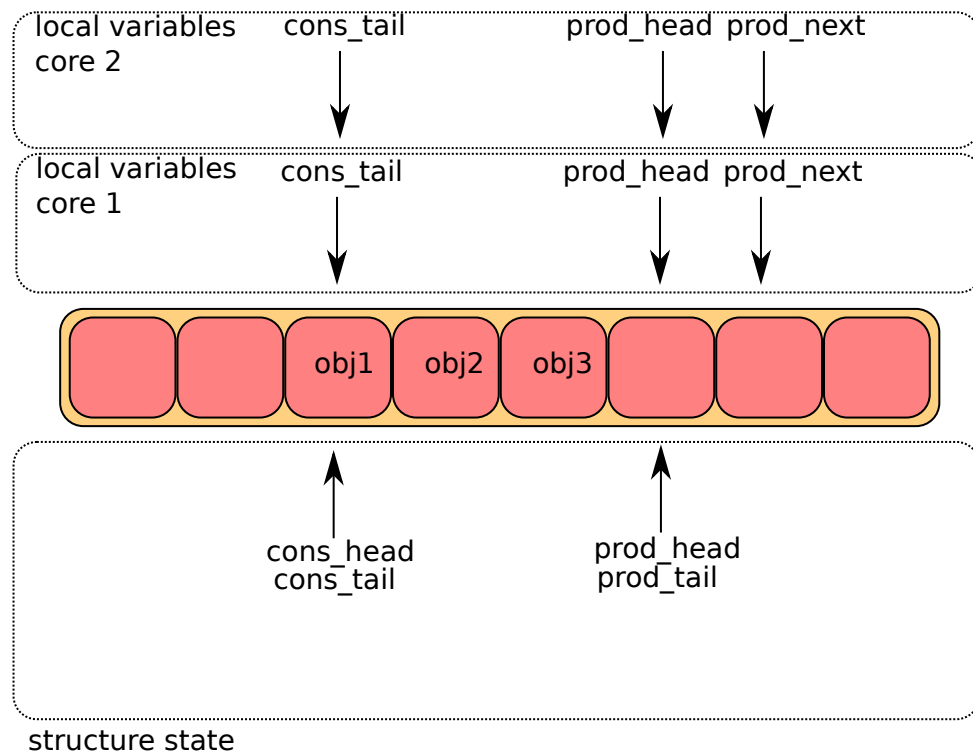 local variables cons_tail prod_head prod_next
core 2
local variables cons_tail prod_head prod_next
core 1
obj1 obj2 obj3
cons_head prod_head
cons_tail prod_tail
structure state